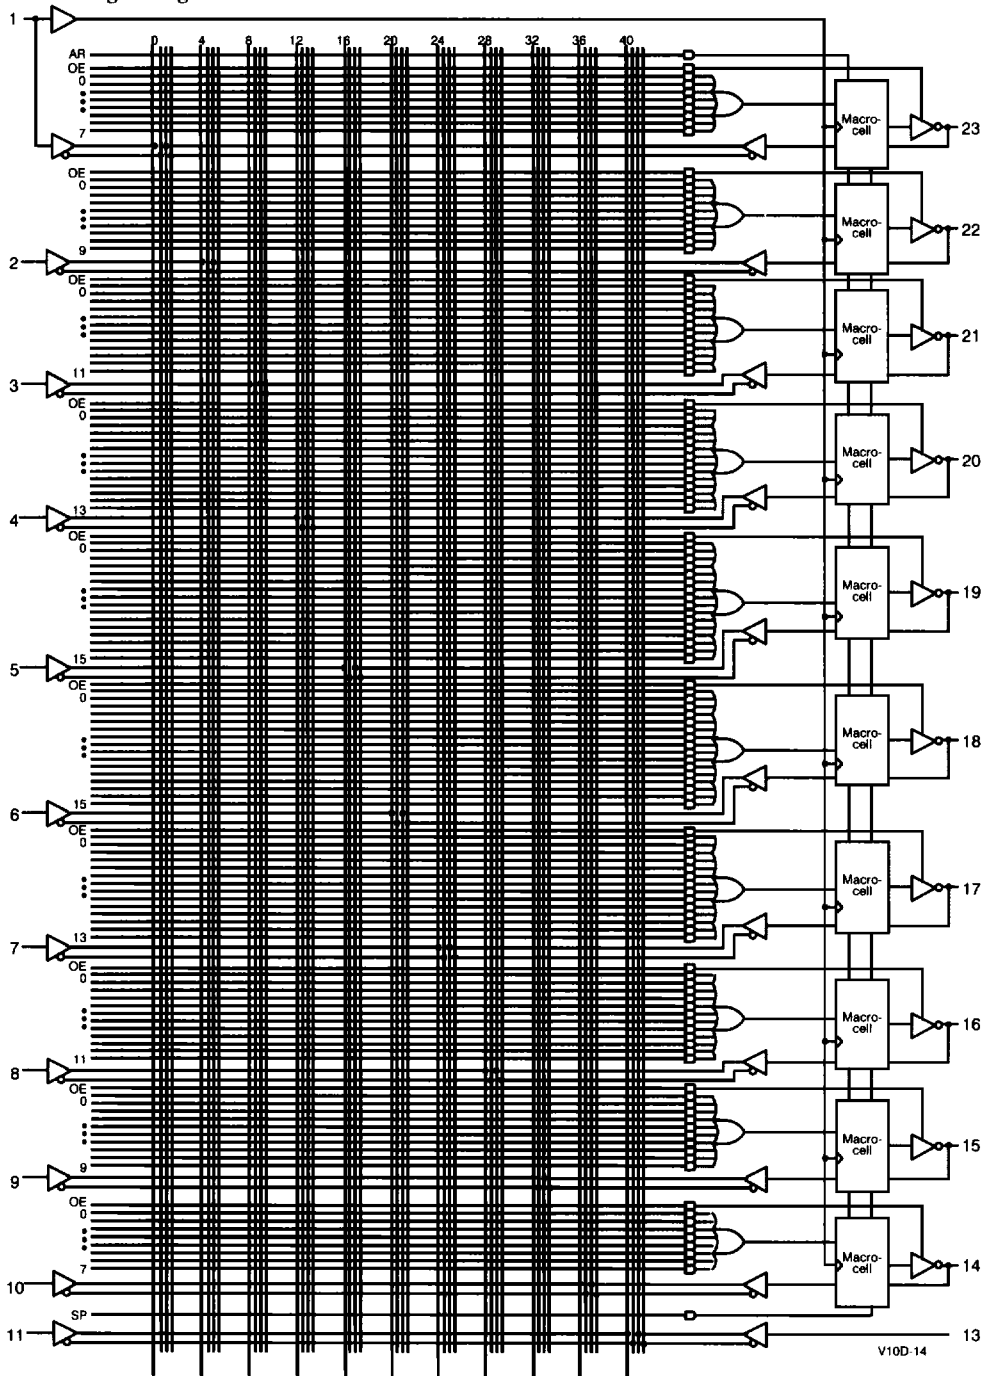 1
0 4 8 12 16 20 24 28 32 36 40
AR
OE
0
7
Macro-
cell
23
OE
0
9
2
Macro-
cell
22
OE
0
11
3
Macro-
cell
21
OE
0
13
4
Macro-
cell
20
OE
0
15
5
Macro-
cell
19
OE
0
15
6
Macro-
cell
18
OE
0
13
7
Macro-
cell
17
OE
0
11
8
Macro-
cell
16
OE
0
9
9
Macro-
cell
15
OE
0
7
10
Macro-
cell
14
SP
11
13
V10D-14